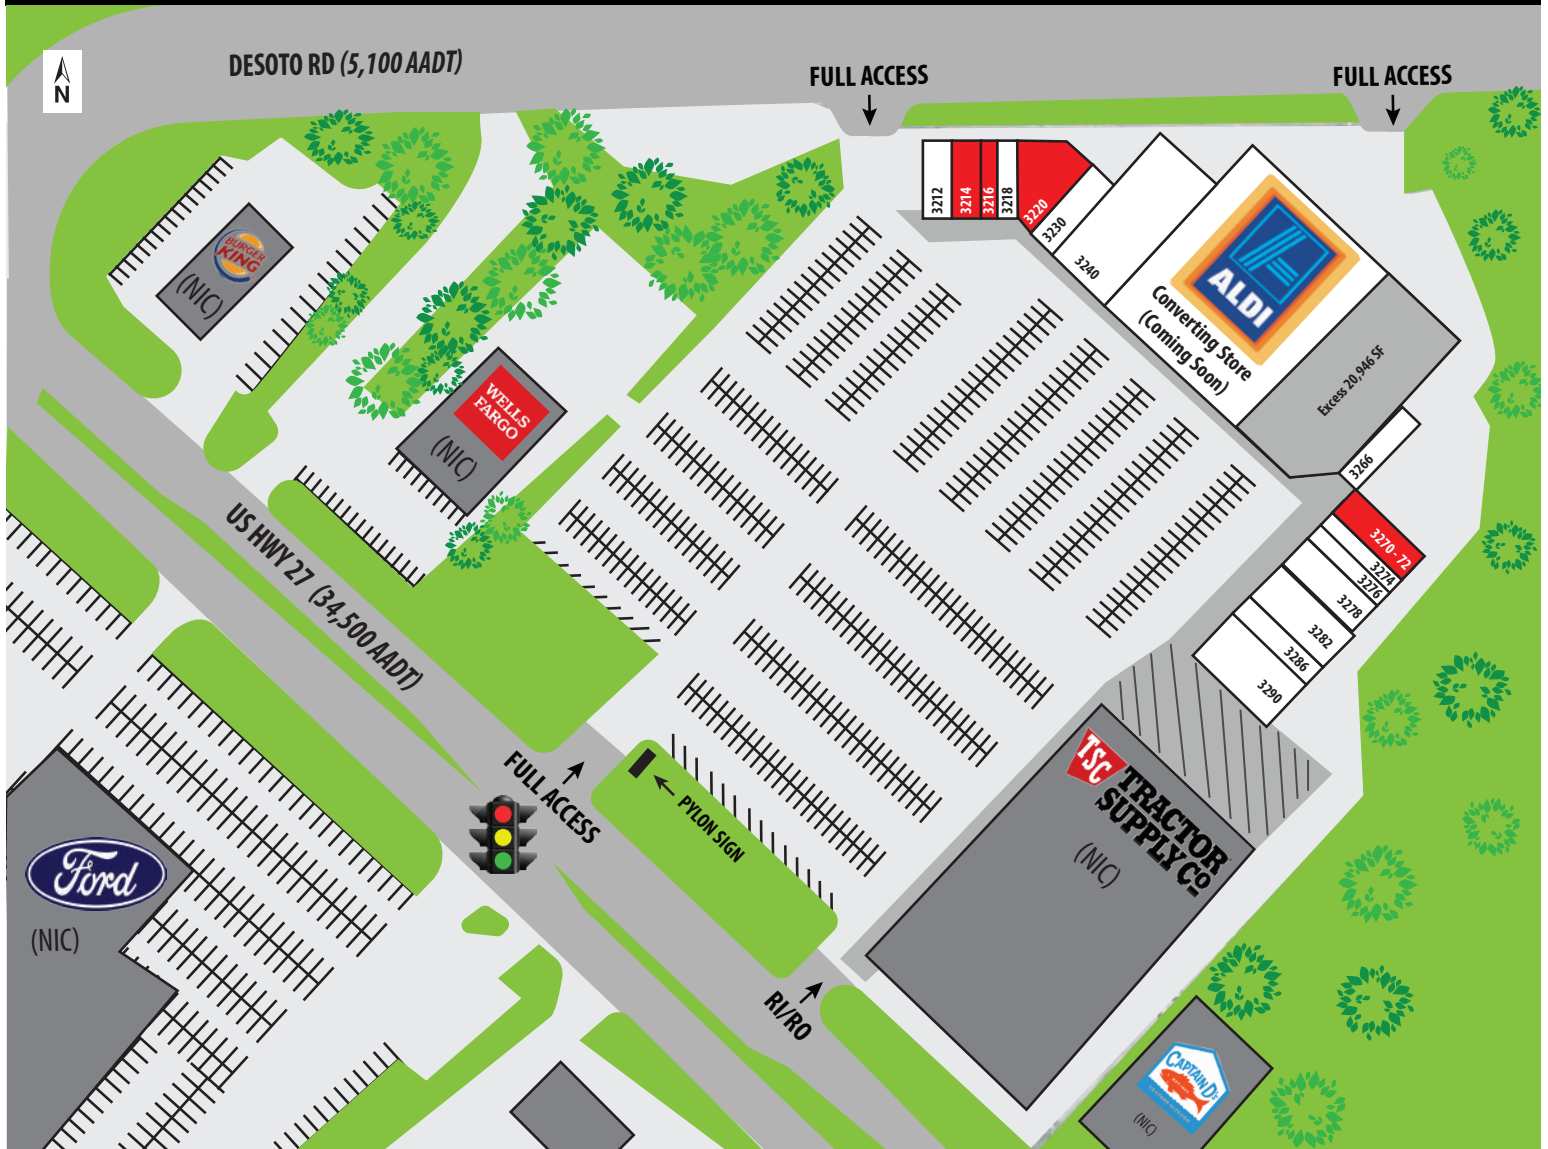 DESOTO RD (5,100 AADT)
FULL ACCESS
FULL ACCESS
N
3212
3214
3216
3218
3220
3230
3240
BURGER
KING
(NIC)
ALDI
Converting Store
(Coming Soon)
Excess 20,946 SF
WELLS
FARGO
(NIC)
3266
3270 - 72
3274
3276
3278
3282
3286
3290
US HWY 27 (34,500 AADT)
FULL ACCESS
PYLON SIGN
TSC
TRACTOR
SUPPLY CO
(NIC)
Ford
(NIC)
RI/RO
CAPTAIN D's
(NIC)